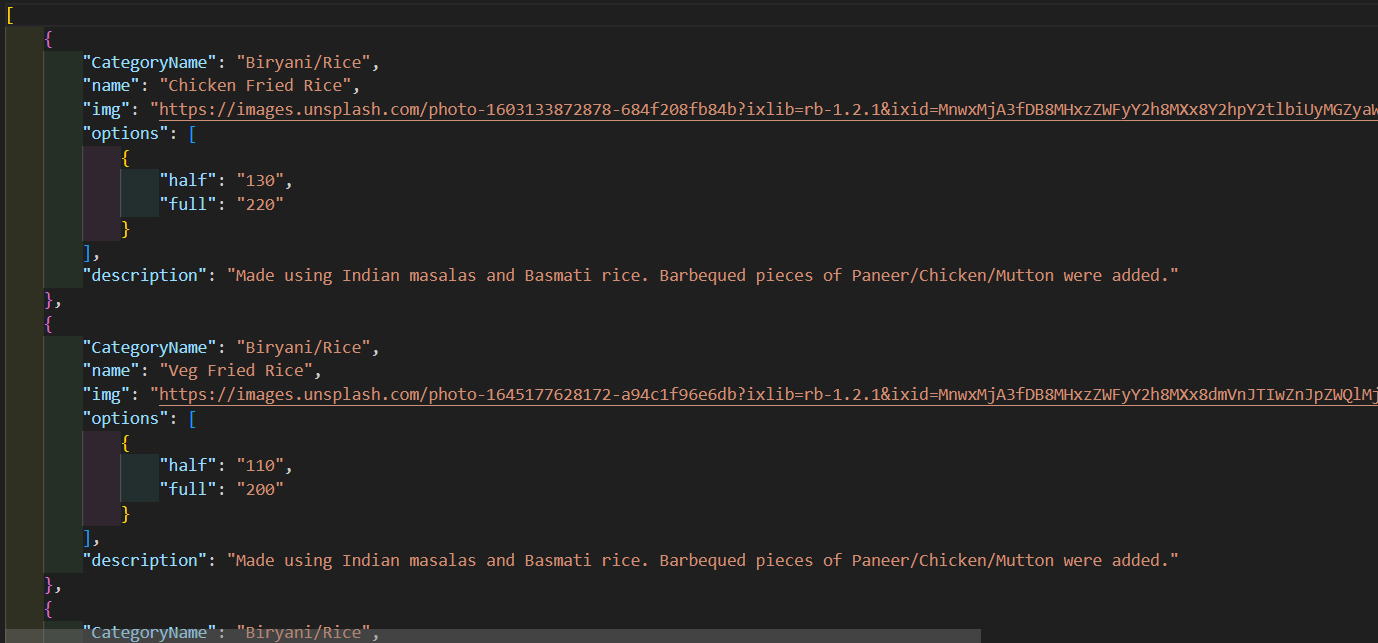 [
{
"CategoryName": "Biryani/Rice",
"name": "Chicken Fried Rice",
"img": "https://images.unsplash.com/photo-1603133872878-684f208fb84b?ixlib=rb-1.2.1&ixid=MnwxMjA3fDB8MHxzZWFyY2h8MXx8Y2hpY2tlbiUyMGZyaW
"options": [
{
"half": "130",
"full": "220"
}
],
"description": "Made using Indian masalas and Basmati rice. Barbequed pieces of Paneer/Chicken/Mutton were added."
},
{
"CategoryName": "Biryani/Rice",
"name": "Veg Fried Rice",
"img": "https://images.unsplash.com/photo-1645177628172-a94c1f96e6db?ixlib=rb-1.2.1&ixid=MnwxMjA3fDB8MHxzZWFyY2h8MXx8dmVnJTIwZnJpZWQlMj
"options": [
{
"half": "110",
"full": "200"
}
],
"description": "Made using Indian masalas and Basmati rice. Barbequed pieces of Paneer/Chicken/Mutton were added."
},
{
"CategoryName": "Biryani/Rice",